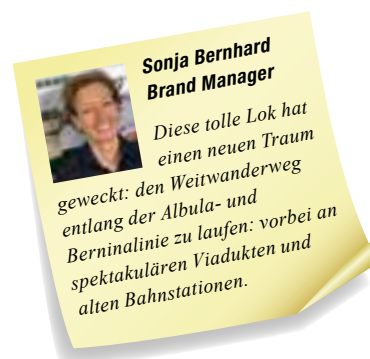 Sonja Bernhard
Brand Manager
Diese tolle Lok hat
einen neuen Traum
geweckt: den Weitwanderweg
entlang der Albula- und
Berninalinie zu laufen: vorbei an
spektakulären Viadukten und
alten Bahnstationen.